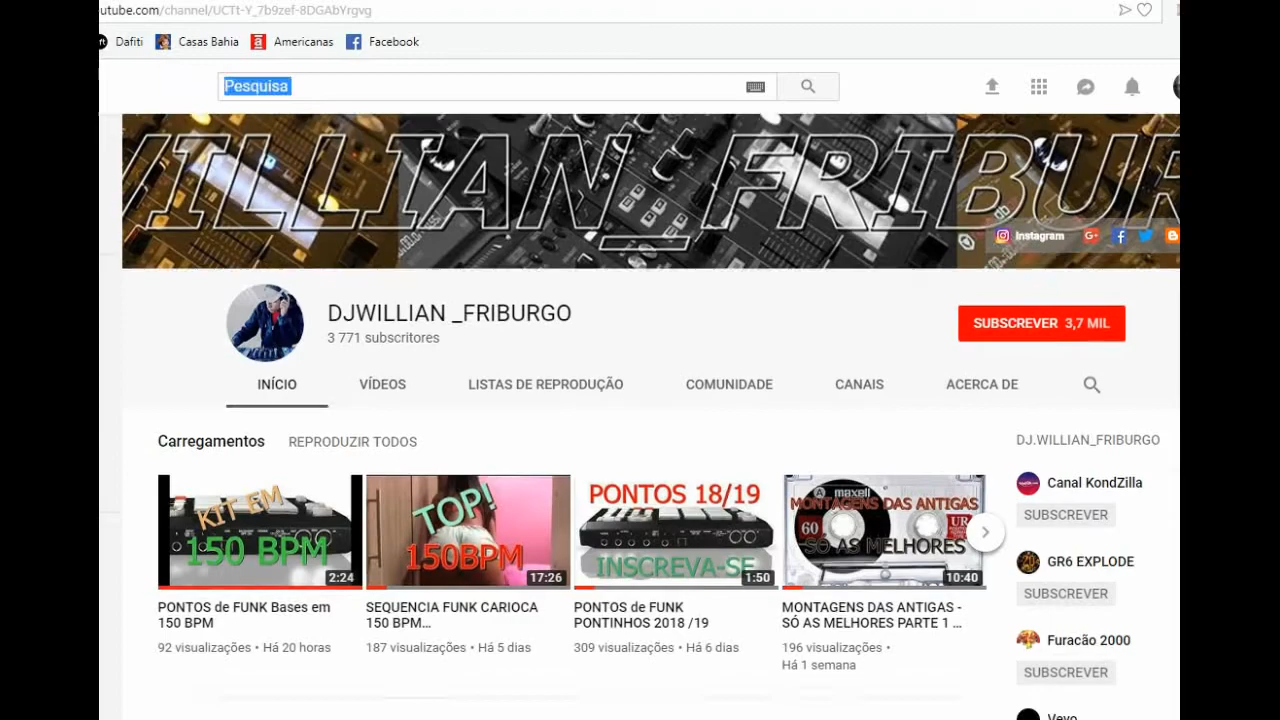 utube.com/channel/UCTt-Y_7b9zef-8DGAbYrgvg
Dafiti Casas Bahia Americanas Facebook
Pesquisa
WILLIAN_FRIBUR
Instagram
DJWILLIAN _FRIBURGO
3 771 subscritores
SUBSCREVER 3,7 MIL
INÍCIO VÍDEOS LISTAS DE REPRODUÇÃO COMUNIDADE CANAIS ACERCA DE
Carregamentos REPRODUZIR TODOS
DJ.WILLIAN_FRIBURGO
KIT EM
150 BPM
2:24
TOP!
150BPM
17:26
PONTOS 18/19
INSCREVA-SE
1:50
A maxell
MONTAGENS DAS ANTIGAS
60 UR
SÓ AS MELHORES
10:40
PONTOS de FUNK Bases em
150 BPM
92 visualizações • Há 20 horas
SEQUENCIA FUNK CARIOCA
150 BPM...
187 visualizações • Há 5 dias
PONTOS de FUNK
PONTINHOS 2018 /19
309 visualizações • Há 6 dias
MONTAGENS DAS ANTIGAS -
SÓ AS MELHORES PARTE 1 ...
196 visualizações •
Há 1 semana
Canal KondZilla
SUBSCREVER
GR6 EXPLODE
SUBSCREVER
Furacão 2000
SUBSCREVER
Vevo